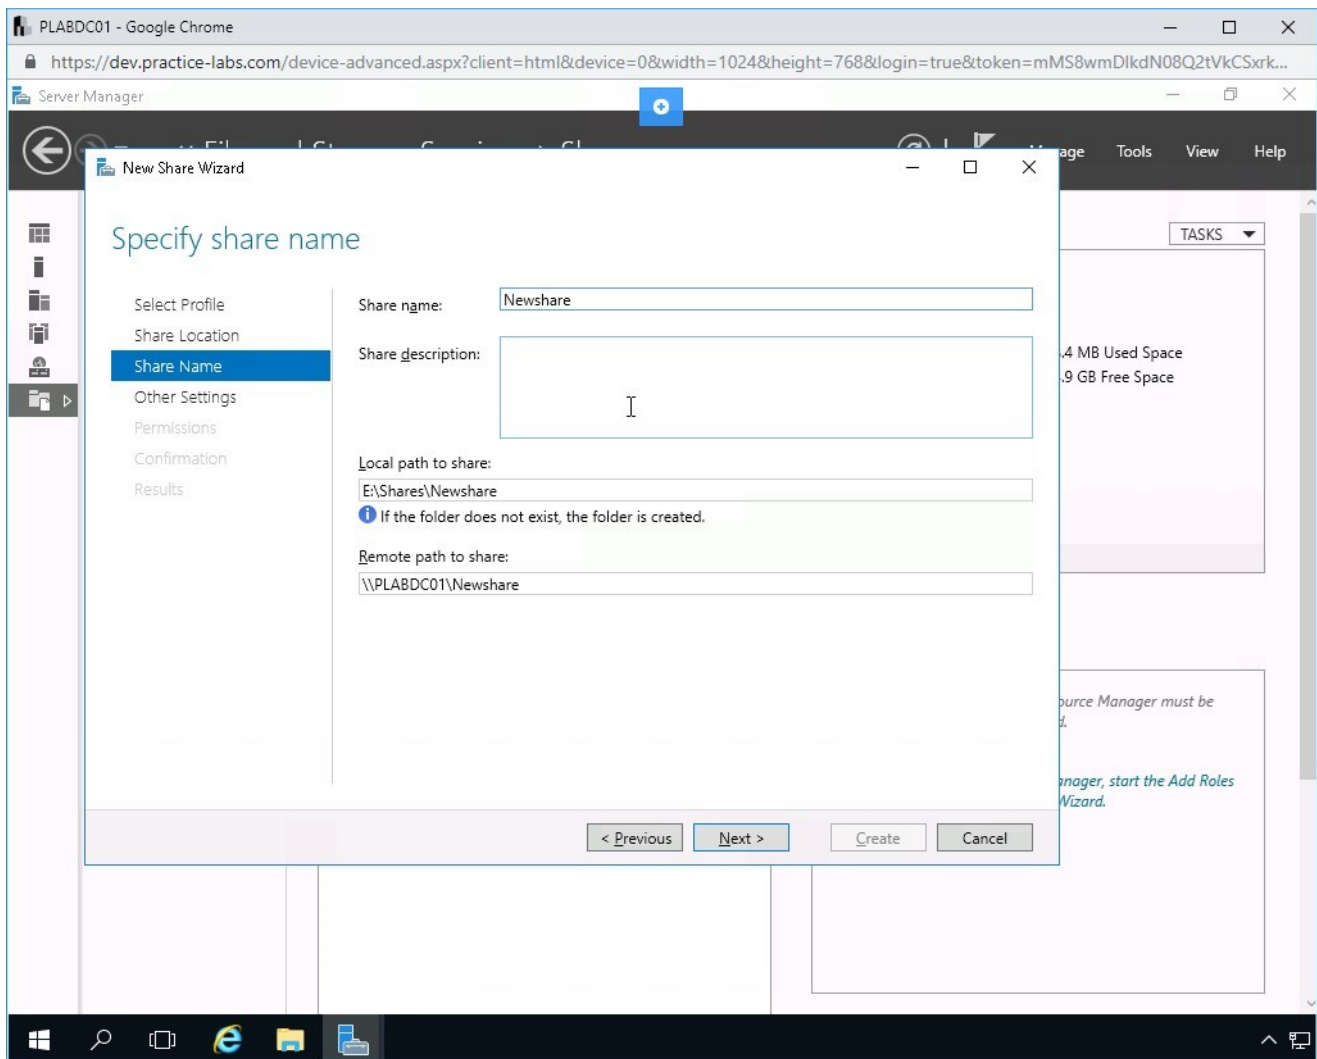 PLABDC01 - Google Chrome
https://dev.practice-labs.com/device-advanced.aspx?client=html&device=0&width=1024&height=768&login=true&token=mMS8wmDlkdN08Q2tVkCSxrk...
Server Manager
Tools View Help
New Share Wizard
Specify share name
TASKS
Select Profile
Share Location
Share Name
Other Settings
Permissions
Confirmation
Results
Share name: Newshare
Share description:
Local path to share:
E:\Shares\Newshare
If the folder does not exist, the folder is created.
Remote path to share:
\\PLABDC01\Newshare
.4 MB Used Space
.9 GB Free Space
Manager must be
start the Add Roles
Wizard.
< Previous Next > Create Cancel